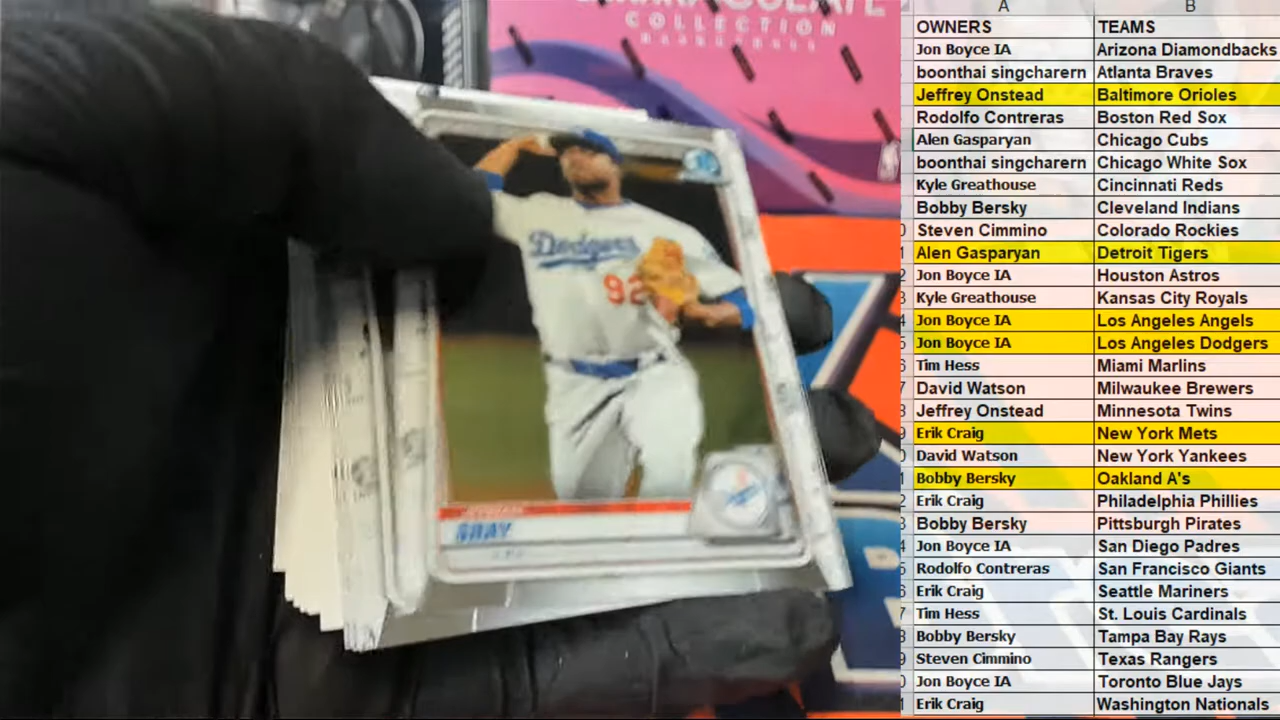 COLLECTION
Dodgers
92
GRAY
A B
OWNERS TEAMS
Jon Boyce IA Arizona Diamondbacks
boonthai singcharern Atlanta Braves
Jeffrey Onstead Baltimore Orioles
Rodolfo Contreras Boston Red Sox
Alen Gasparyan Chicago Cubs
boonthai singcharern Chicago White Sox
Kyle Greathouse Cincinnati Reds
Bobby Bersky Cleveland Indians
Steven Cimmino Colorado Rockies
Alen Gasparyan Detroit Tigers
Jon Boyce IA Houston Astros
Kyle Greathouse Kansas City Royals
Jon Boyce IA Los Angeles Angels
Jon Boyce IA Los Angeles Dodgers
Tim Hess Miami Marlins
David Watson Milwaukee Brewers
Jeffrey Onstead Minnesota Twins
Erik Craig New York Mets
David Watson New York Yankees
Bobby Bersky Oakland A's
Erik Craig Philadelphia Phillies
Bobby Bersky Pittsburgh Pirates
Jon Boyce IA San Diego Padres
Rodolfo Contreras San Francisco Giants
Erik Craig Seattle Mariners
Tim Hess St. Louis Cardinals
Bobby Bersky Tampa Bay Rays
Steven Cimmino Texas Rangers
Jon Boyce IA Toronto Blue Jays
Erik Craig Washington Nationals